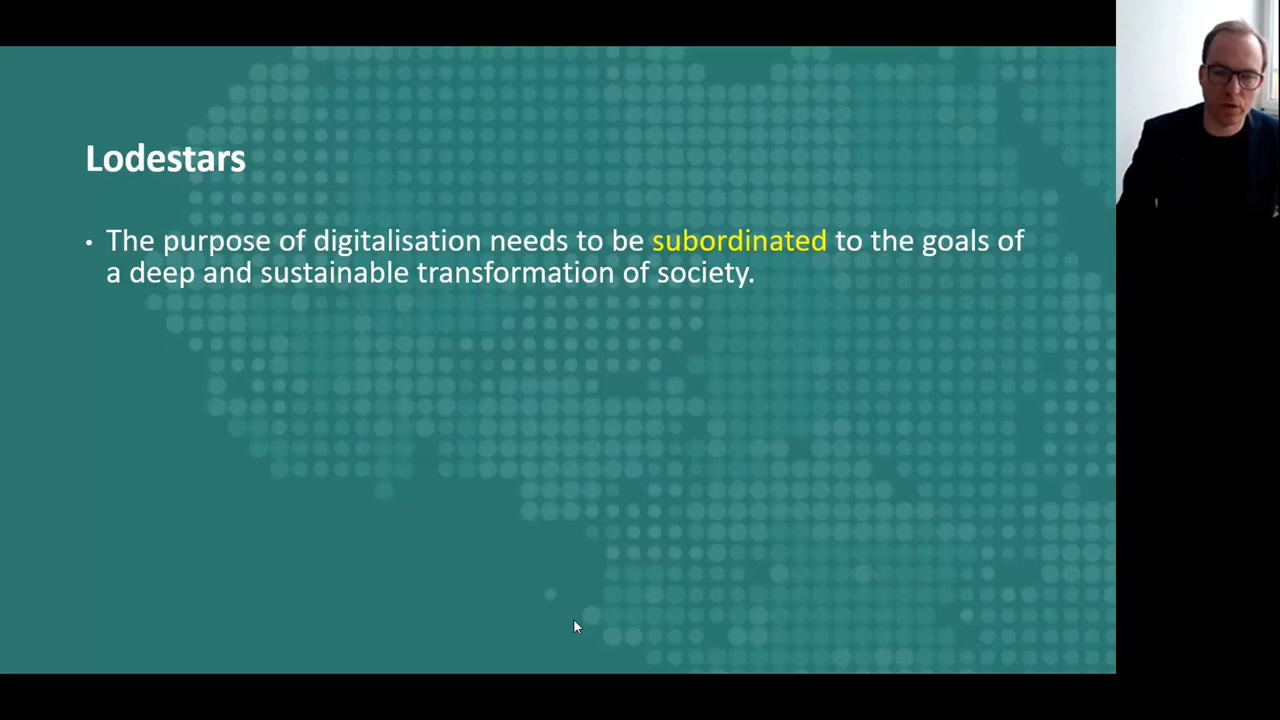 Lodestars
• The purpose of digitalisation needs to be subordinated to the goals of
a deep and sustainable transformation of society.